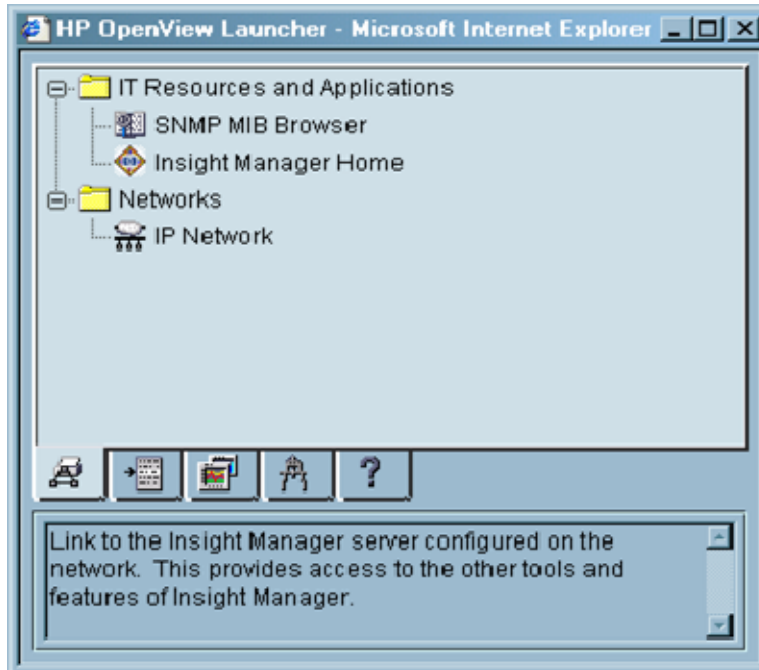 HP OpenView Launcher - Microsoft Internet Explorer
IT Resources and Applications
SNMP MIB Browser
Insight Manager Home
Networks
IP Network
?
Link to the Insight Manager server configured on the
network. This provides access to the other tools and
features of Insight Manager.